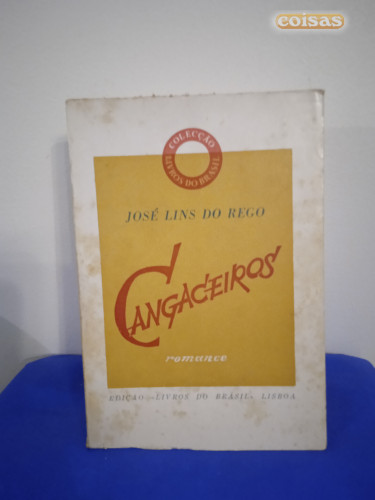 coisas
COLECÇÃO
LIVROS DO BRASIL
JOSÉ LINS DO REGO
CANGACEIROS
romance
EDIÇÃO «LIVROS DO BRASIL» LISBOA